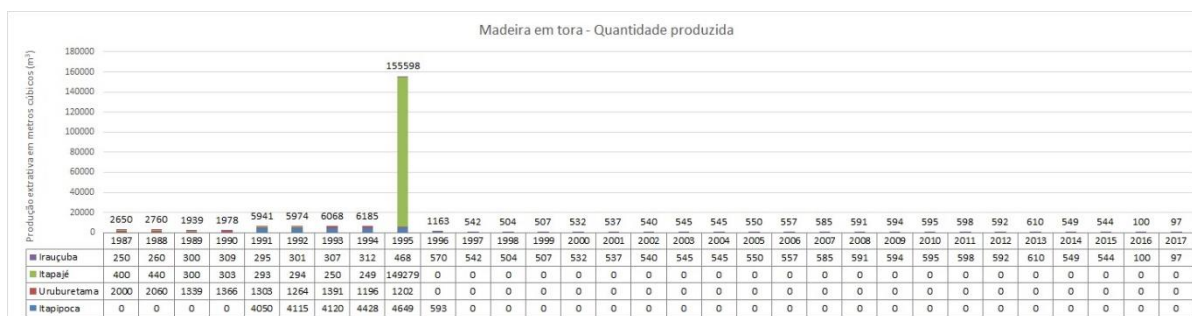 Madeira em tora - Quantidade produzida
Produção extrativa em metros cúbicos (m³)
180000
160000
140000
120000
100000
80000
60000
40000
20000
0
2650 2760 1939 1978 5941 5974 6068 6185 155598 1163 542 504 507 532 537 540 545 545 550 557 585 591 594 595 598 592 610 549 544 100 97
1987 1988 1989 1990 1991 1992 1993 1994 1995 1996 1997 1998 1999 2000 2001 2002 2003 2004 2005 2006 2007 2008 2009 2010 2011 2012 2013 2014 2015 2016 2017
Irauçuba 250 260 300 309 295 301 307 312 468 570 542 504 507 532 537 540 545 545 550 557 585 591 594 595 598 592 610 549 544 100 97
Itapajé 400 440 300 303 293 294 250 249 149279 0 0 0 0 0 0 0 0 0 0 0 0 0 0 0 0 0 0 0 0 0 0
Uruburetama 2000 2060 1339 1366 1303 1264 1391 1196 1202 0 0 0 0 0 0 0 0 0 0 0 0 0 0 0 0 0 0 0 0 0 0
Itapipoca 0 0 0 0 4050 4115 4120 4428 4649 593 0 0 0 0 0 0 0 0 0 0 0 0 0 0 0 0 0 0 0 0 0